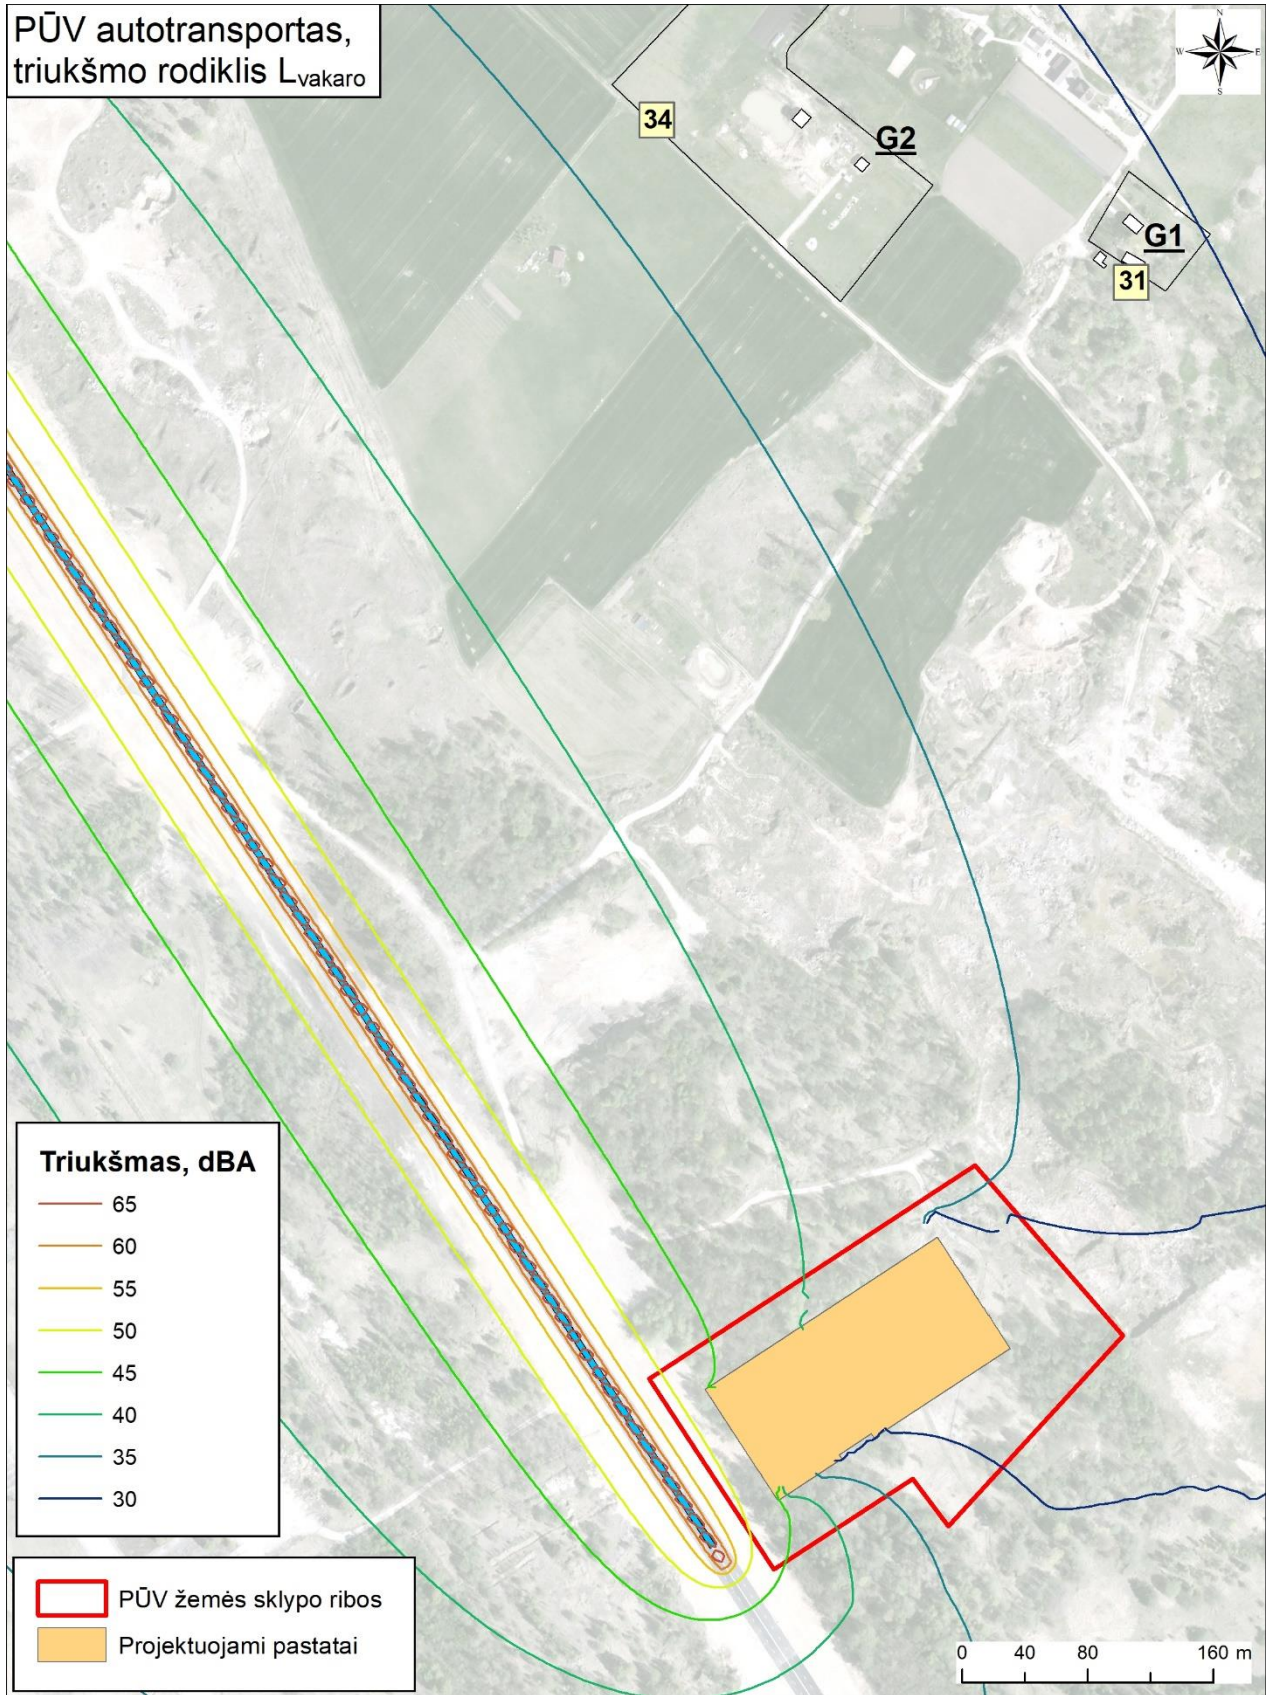 PŪV autotransportas,
triukšmo rodiklis Lvakaro
N
W E
S
34
G2
G1
31
Triukšmas, dBA
65
60
55
50
45
40
35
30
PŪV žemės sklypo ribos
Projektuojami pastatai
0 40 80 160 m